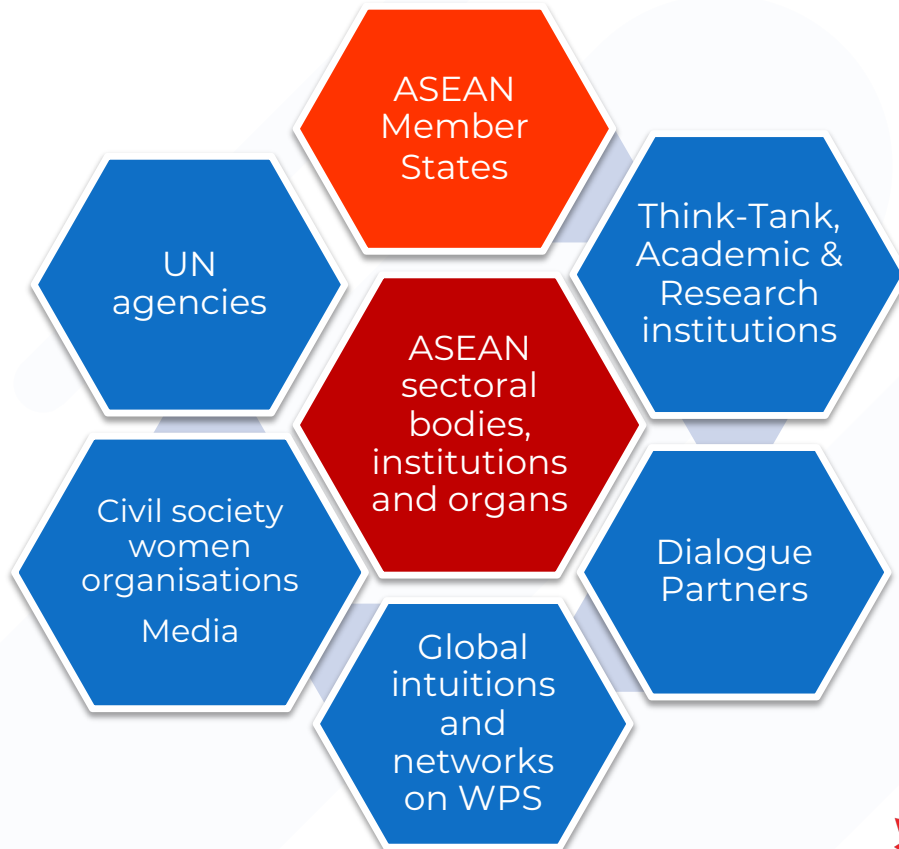 ASEAN
Member
States
Think-Tank,
Academic &
Research
institutions
UN
agencies
ASEAN
sectoral
bodies,
institutions
and organs
Civil society
women
organisations
Media
Dialogue
Partners
Global
intuitions
and
networks
on WPS